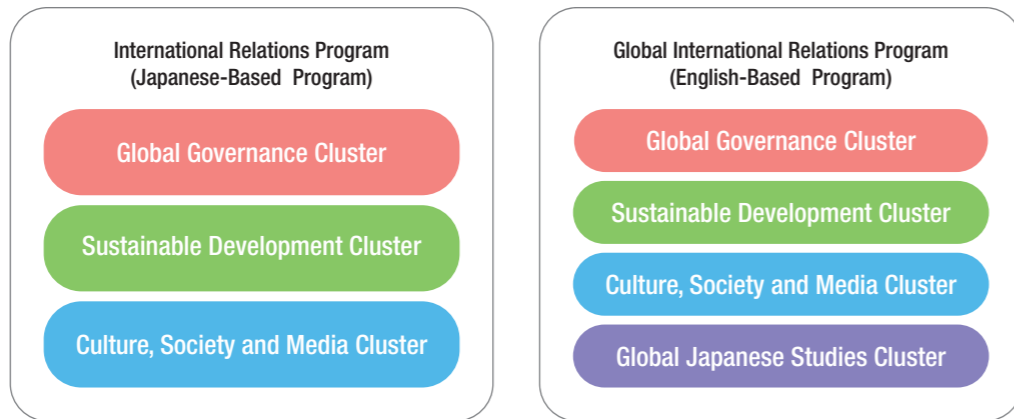 International Relations Program
(Japanese-Based Program)
Global Governance Cluster
Sustainable Development Cluster
Culture, Society and Media Cluster
Global International Relations Program
(English-Based Program)
Global Governance Cluster
Sustainable Development Cluster
Culture, Society and Media Cluster
Global Japanese Studies Cluster